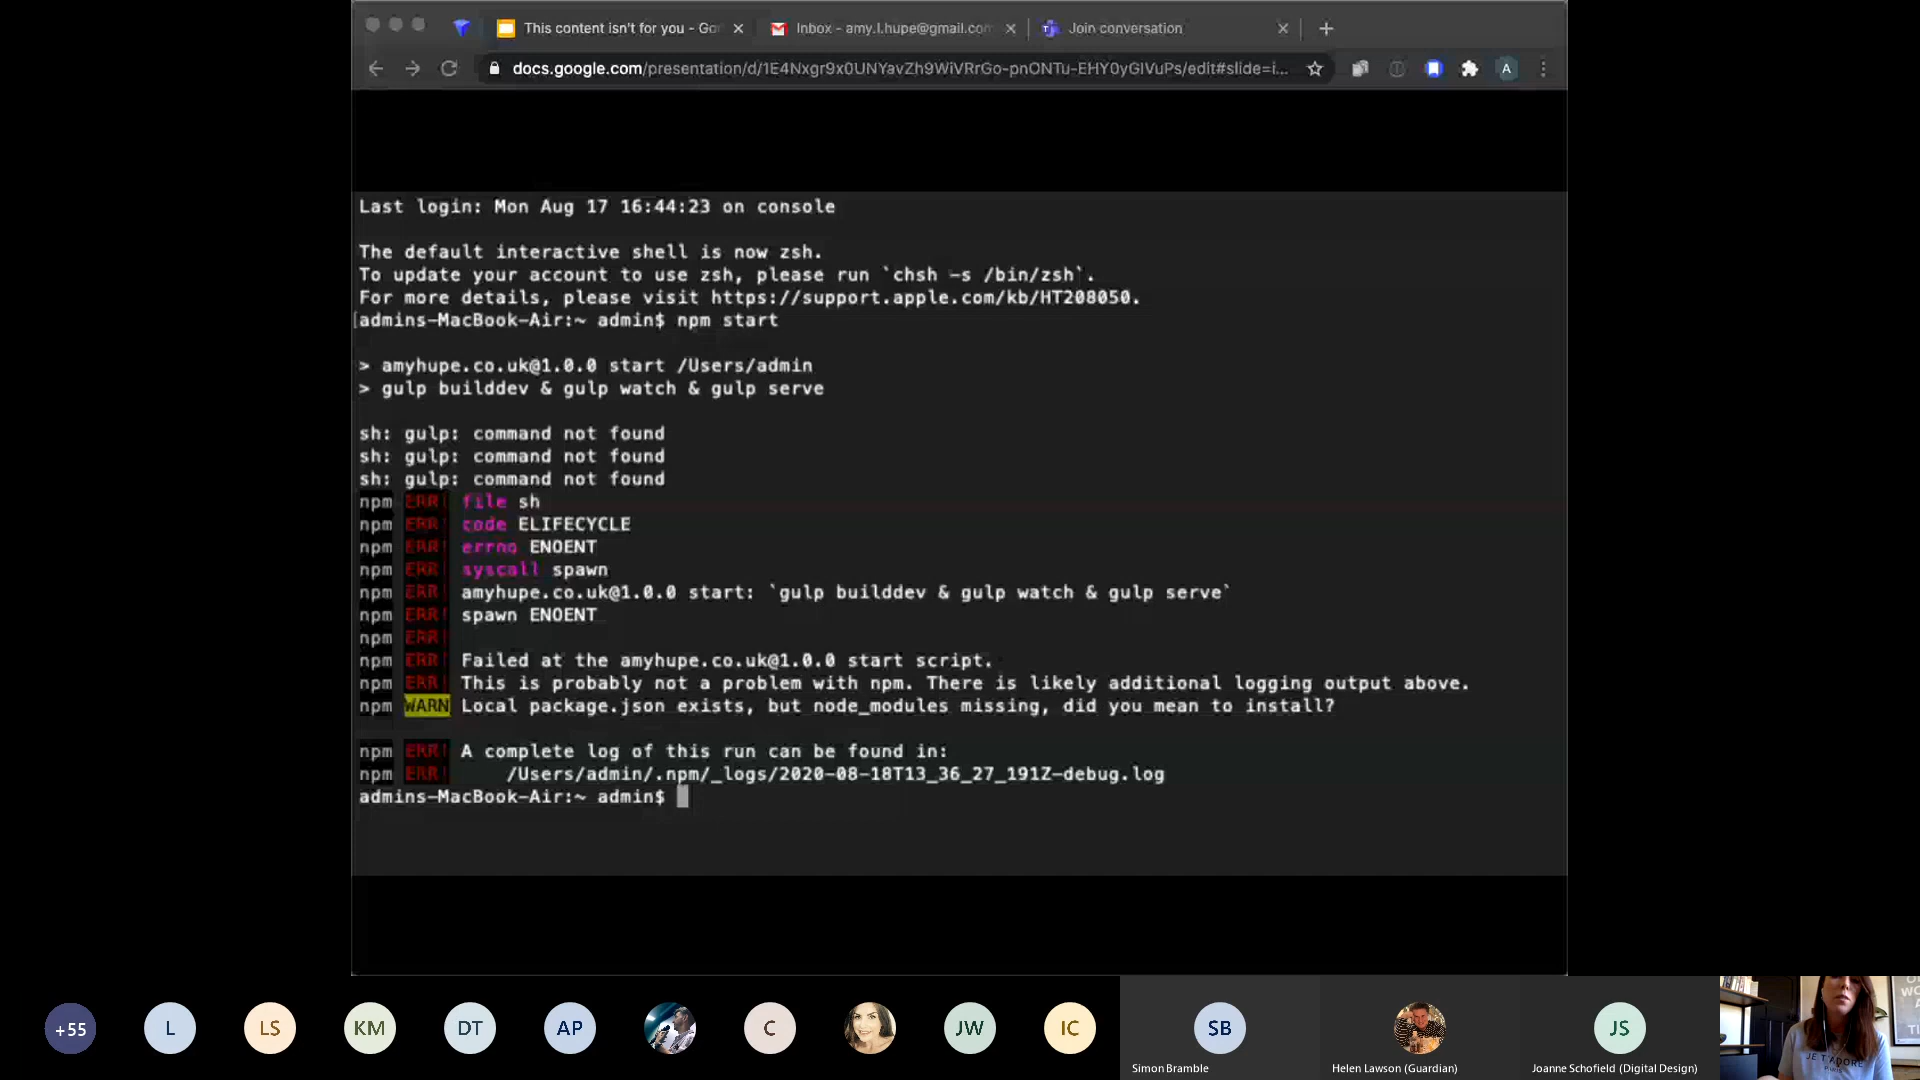 This content isn't for you - Go
Inbox - amy.l.hupe@gmail.co
Join conversation
docs.google.com/presentation/d/1E4Nxgr9x0UNYavZh9WiVRrGo-pnONTu-EHY0yGlVuPs/edit#slide=i...
A
Last login: Mon Aug 17 16:44:23 on console
The default interactive shell is now zsh.
To update your account to use zsh, please run `chsh -s /bin/zsh`.
For more details, please visit https://support.apple.com/kb/HT208050.
[admins-MacBook-Air:~ admin$ npm start
> amyhupe.co.uk@1.0.0 start /Users/admin
> gulp builddev & gulp watch & gulp serve
sh: gulp: command not found
sh: gulp: command not found
sh: gulp: command not found
npm ERR! file sh
npm ERR! code ELIFECYCLE
npm ERR! errno ENOENT
npm ERR! syscall spawn
npm ERR! amyhupe.co.uk@1.0.0 start: `gulp builddev & gulp watch & gulp serve`
npm ERR! spawn ENOENT
npm ERR!
npm ERR! Failed at the amyhupe.co.uk@1.0.0 start script.
npm ERR! This is probably not a problem with npm. There is likely additional logging output above.
npm WARN Local package.json exists, but node_modules missing, did you mean to install?
npm ERR! A complete log of this run can be found in:
npm ERR!     /Users/admin/.npm/_logs/2020-08-18T13_36_27_191Z-debug.log
admins-MacBook-Air:~ admin$
+55
L
LS
KM
DT
AP
C
JW
IC
SB
JS
Simon Bramble
Helen Lawson (Guardian)
Joanne Schofield (Digital Design)
JE T'ADORE